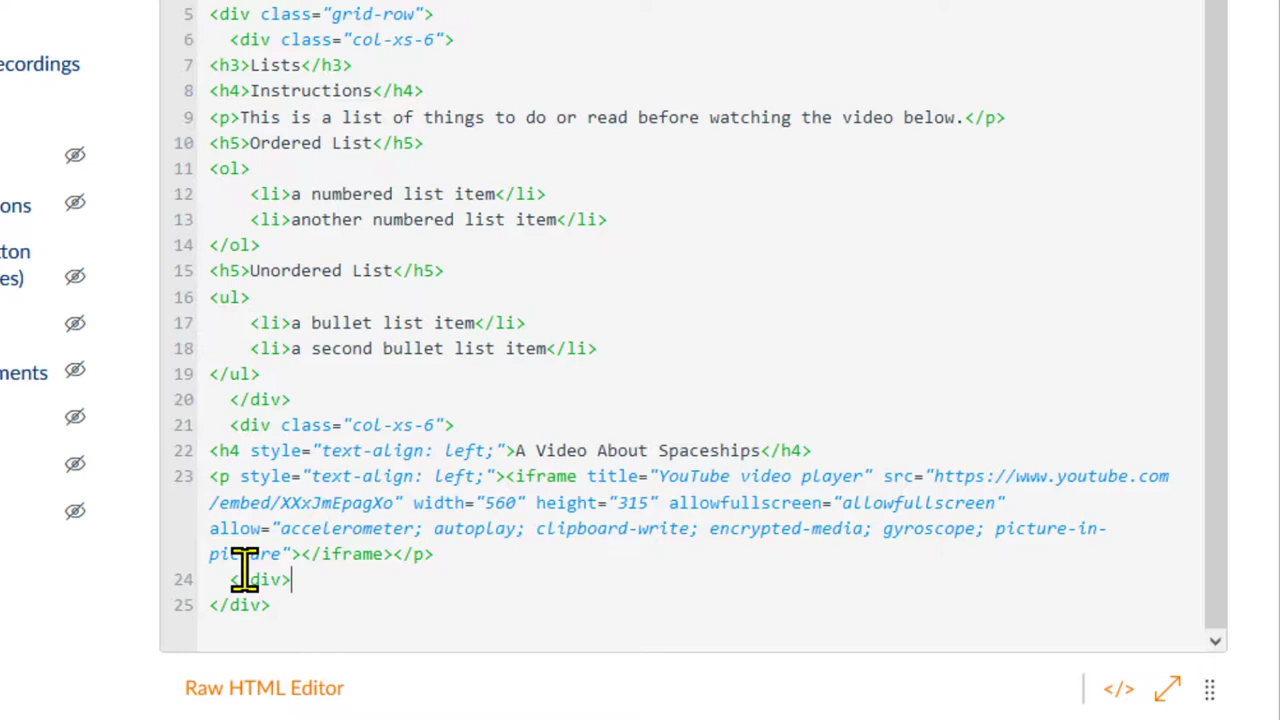 5 <div class="grid-row">
ecordings
6 <div class="col-xs-6">
7 <h3>Lists</h3>
8 <h4>Instructions</h4>
9 <p>This is a list of things to do or read before watching the video below.</p>
10 <h5>Ordered List</h5>
11 <ol>
12 <li>a numbered list item</li>
ons
13 <li>another numbered list item</li>
14 </ol>
tton
15 <h5>Unordered List</h5>
es)
16 <ul>
17 <li>a bullet list item</li>
18 <li>a second bullet list item</li>
ments
19 </ul>
20 </div>
21 <div class="col-xs-6">
22 <h4 style="text-align: left;">A Video About Spaceships</h4>
23 <p style="text-align: left;"><iframe title="YouTube video player" src="https://www.youtube.com
/embed/XXxJmEpagXo" width="560" height="315" allowfullscreen="allowfullscreen"
allow="accelerometer; autoplay; clipboard-write; encrypted-media; gyroscope; picture-in-
picture"></iframe></p>
24 </div>
25 </div>
Raw HTML Editor
</>